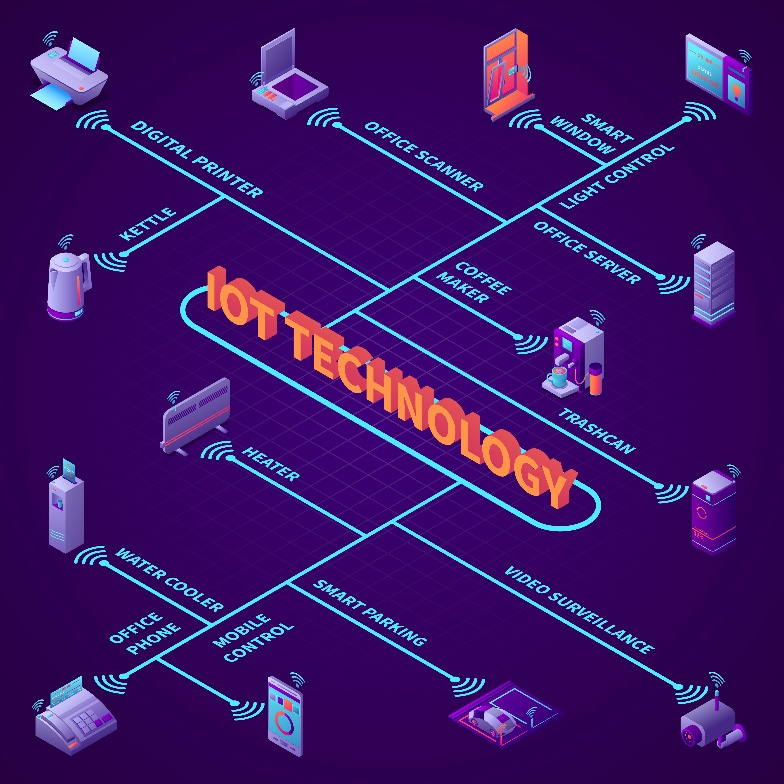 DIGITAL PRINTER
OFFICE SCANNER
SMART
WINDOW
LIGHT CONTROL
KETTLE
OFFICE SERVER
COFFEE
MAKER
IOT TECHNOLOGY
TRASHCAN
HEATER
WATER COOLER
OFFICE
PHONE
MOBILE
CONTROL
SMART PARKING
VIDEO SURVEILLANCE